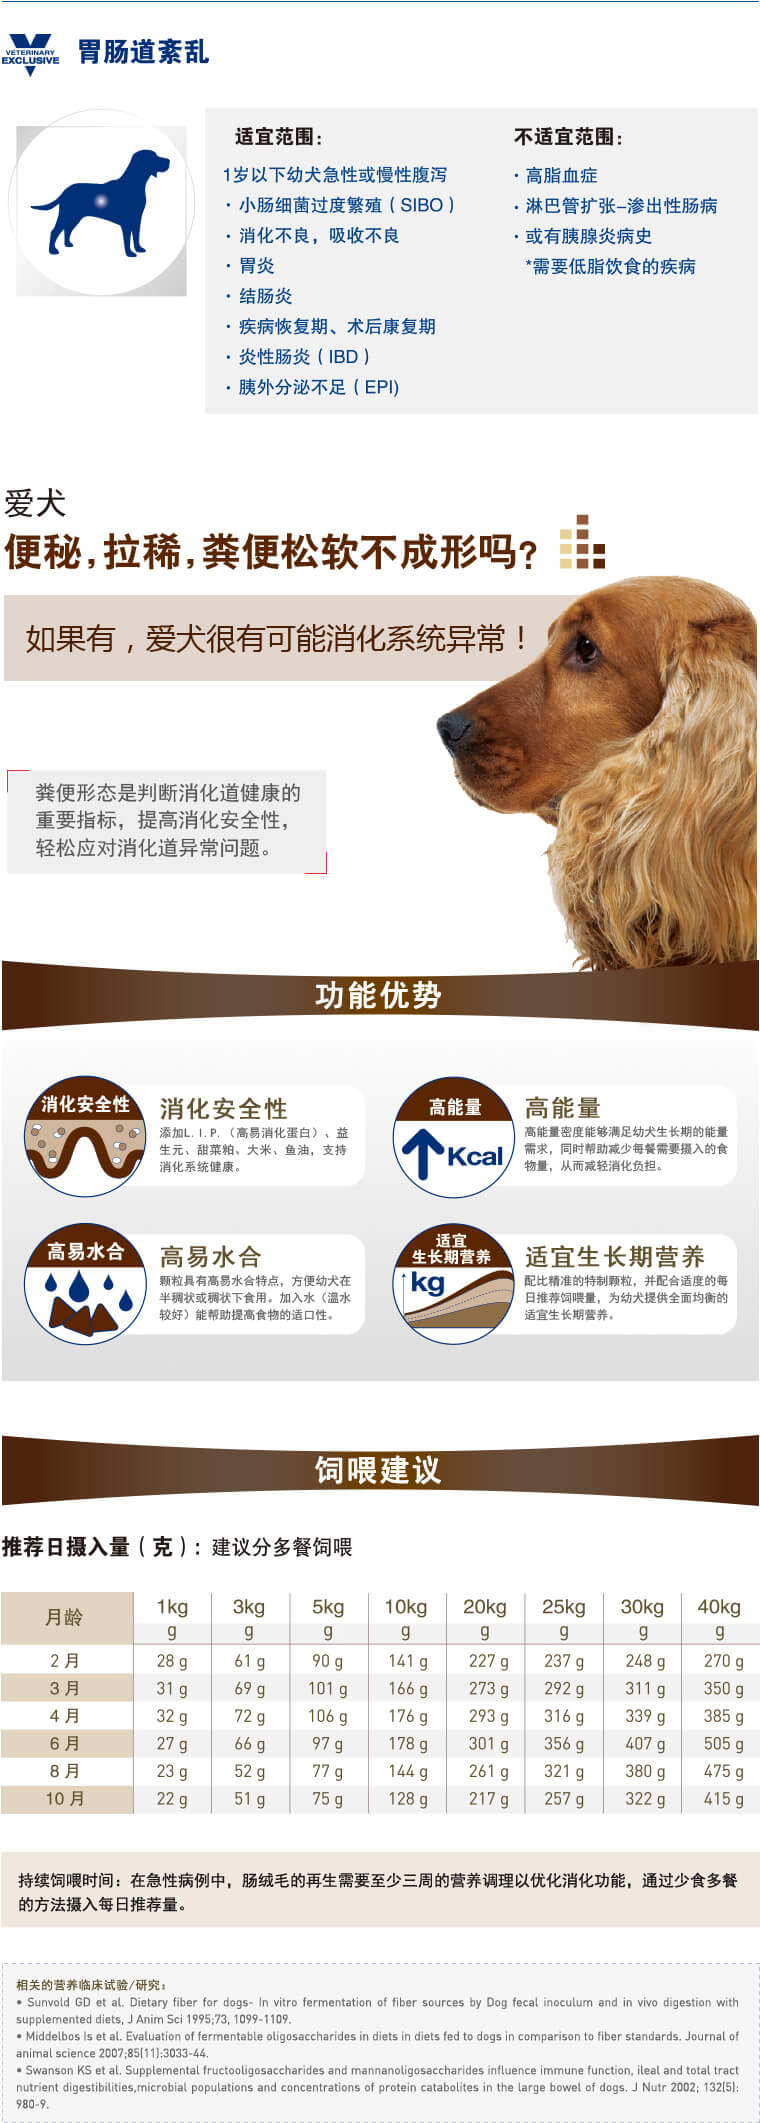 VETERINARY
EXCLUSIVE
胃肠道紊乱
适宜范围：
1岁以下幼犬急性或慢性腹泻
· 小肠细菌过度繁殖（SIBO）
· 消化不良，吸收不良
· 胃炎
· 结肠炎
· 疾病恢复期、术后康复期
· 炎性肠炎（IBD）
· 胰外分泌不足（EPI)
不适宜范围：
· 高脂血症
· 淋巴管扩张-渗出性肠病
· 或有胰腺炎病史
*需要低脂饮食的疾病
爱犬
便秘，拉稀，粪便松软不成形吗?
如果有，爱犬很有可能消化系统异常！
粪便形态是判断消化道健康的
重要指标，提高消化安全性，
轻松应对消化道异常问题。
功能优势
消化安全性
消化安全性
添加L.I.P.（高易消化蛋白）、益
生元、甜菜粕、大米、鱼油，支持
消化系统健康。
高能量
Kcal
高能量
高能量密度能够满足幼犬生长期的能量
需求，同时帮助减少每餐需要摄入的食
物量，从而减轻消化负担。
高易水合
高易水合
颗粒具有高易水合特点，方便幼犬在
半稠状或稠状下食用。加入水（温水
较好）能帮助提高食物的适口性。
适宜
生长期营养
kg
适宜生长期营养
配比精准的特制颗粒，并配合适度的每
日推荐饲喂量，为幼犬提供全面均衡的
适宜生长期营养。
饲喂建议
推荐日摄入量（克）：建议分多餐饲喂
月龄 1kg 3kg 5kg 10kg 20kg 25kg 30kg 40kg
g g g g g g g g
2 月 28 g 61 g 90 g 141 g 227 g 237 g 248 g 270 g
3 月 31 g 69 g 101 g 166 g 273 g 292 g 311 g 350 g
4 月 32 g 72 g 106 g 176 g 293 g 316 g 339 g 385 g
6 月 27 g 66 g 97 g 178 g 301 g 356 g 407 g 505 g
8 月 23 g 52 g 77 g 144 g 261 g 321 g 380 g 475 g
10 月 22 g 51 g 75 g 128 g 217 g 257 g 322 g 415 g
持续饲喂时间：在急性病例中，肠绒毛的再生需要至少三周的营养调理以优化消化功能，通过少食多餐
的方法摄入每日推荐量。
相关的营养临床试验/研究：
• Sunvold GD et al. Dietary fiber for dogs- In vitro fermentation of fiber sources by Dog fecal inoculum and in vivo digestion with
supplemented diets, J Anim Sci 1995;73, 1099-1109.
• Middelbos Is et al. Evaluation of fermentable oligosaccharides in diets in diets fed to dogs in comparison to fiber standards. Journal of
animal science 2007;85(11):3033-44.
• Swanson KS et al. Supplemental fructooligosaccharides and mannanoligosaccharides influence immune function, ileal and total tract
nutrient digestibilities,microbial populations and concentrations of protein catabolites in the large bowel of dogs. J Nutr 2002; 132(5):
980-9.